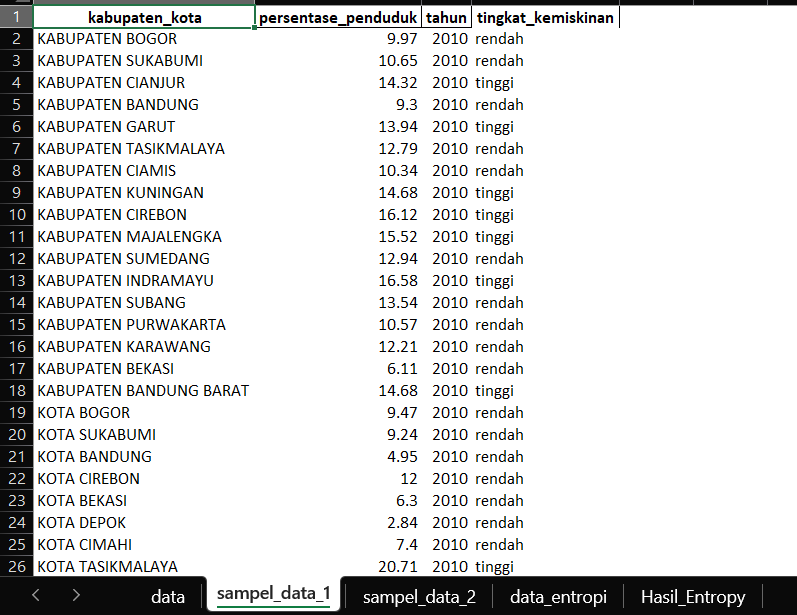 1 kabupaten_kota persentase_penduduk tahun tingkat_kemiskinan
2 KABUPATEN BOGOR 9.97 2010 rendah
3 KABUPATEN SUKABUMI 10.65 2010 rendah
4 KABUPATEN CIANJUR 14.32 2010 tinggi
5 KABUPATEN BANDUNG 9.3 2010 rendah
6 KABUPATEN GARUT 13.94 2010 tinggi
7 KABUPATEN TASIKMALAYA 12.79 2010 rendah
8 KABUPATEN CIAMIS 10.34 2010 rendah
9 KABUPATEN KUNINGAN 14.68 2010 tinggi
10 KABUPATEN CIREBON 16.12 2010 tinggi
11 KABUPATEN MAJALENGKA 15.52 2010 tinggi
12 KABUPATEN SUMEDANG 12.94 2010 rendah
13 KABUPATEN INDRAMAYU 16.58 2010 tinggi
14 KABUPATEN SUBANG 13.54 2010 rendah
15 KABUPATEN PURWAKARTA 10.57 2010 rendah
16 KABUPATEN KARAWANG 12.21 2010 rendah
17 KABUPATEN BEKASI 6.11 2010 rendah
18 KABUPATEN BANDUNG BARAT 14.68 2010 tinggi
19 KOTA BOGOR 9.47 2010 rendah
20 KOTA SUKABUMI 9.24 2010 rendah
21 KOTA BANDUNG 4.95 2010 rendah
22 KOTA CIREBON 12 2010 rendah
23 KOTA BEKASI 6.3 2010 rendah
24 KOTA DEPOK 2.84 2010 rendah
25 KOTA CIMAHI 7.4 2010 rendah
26 KOTA TASIKMALAYA 20.71 2010 tinggi
data sampel_data_1 sampel_data_2 data_entropi Hasil_Entropy